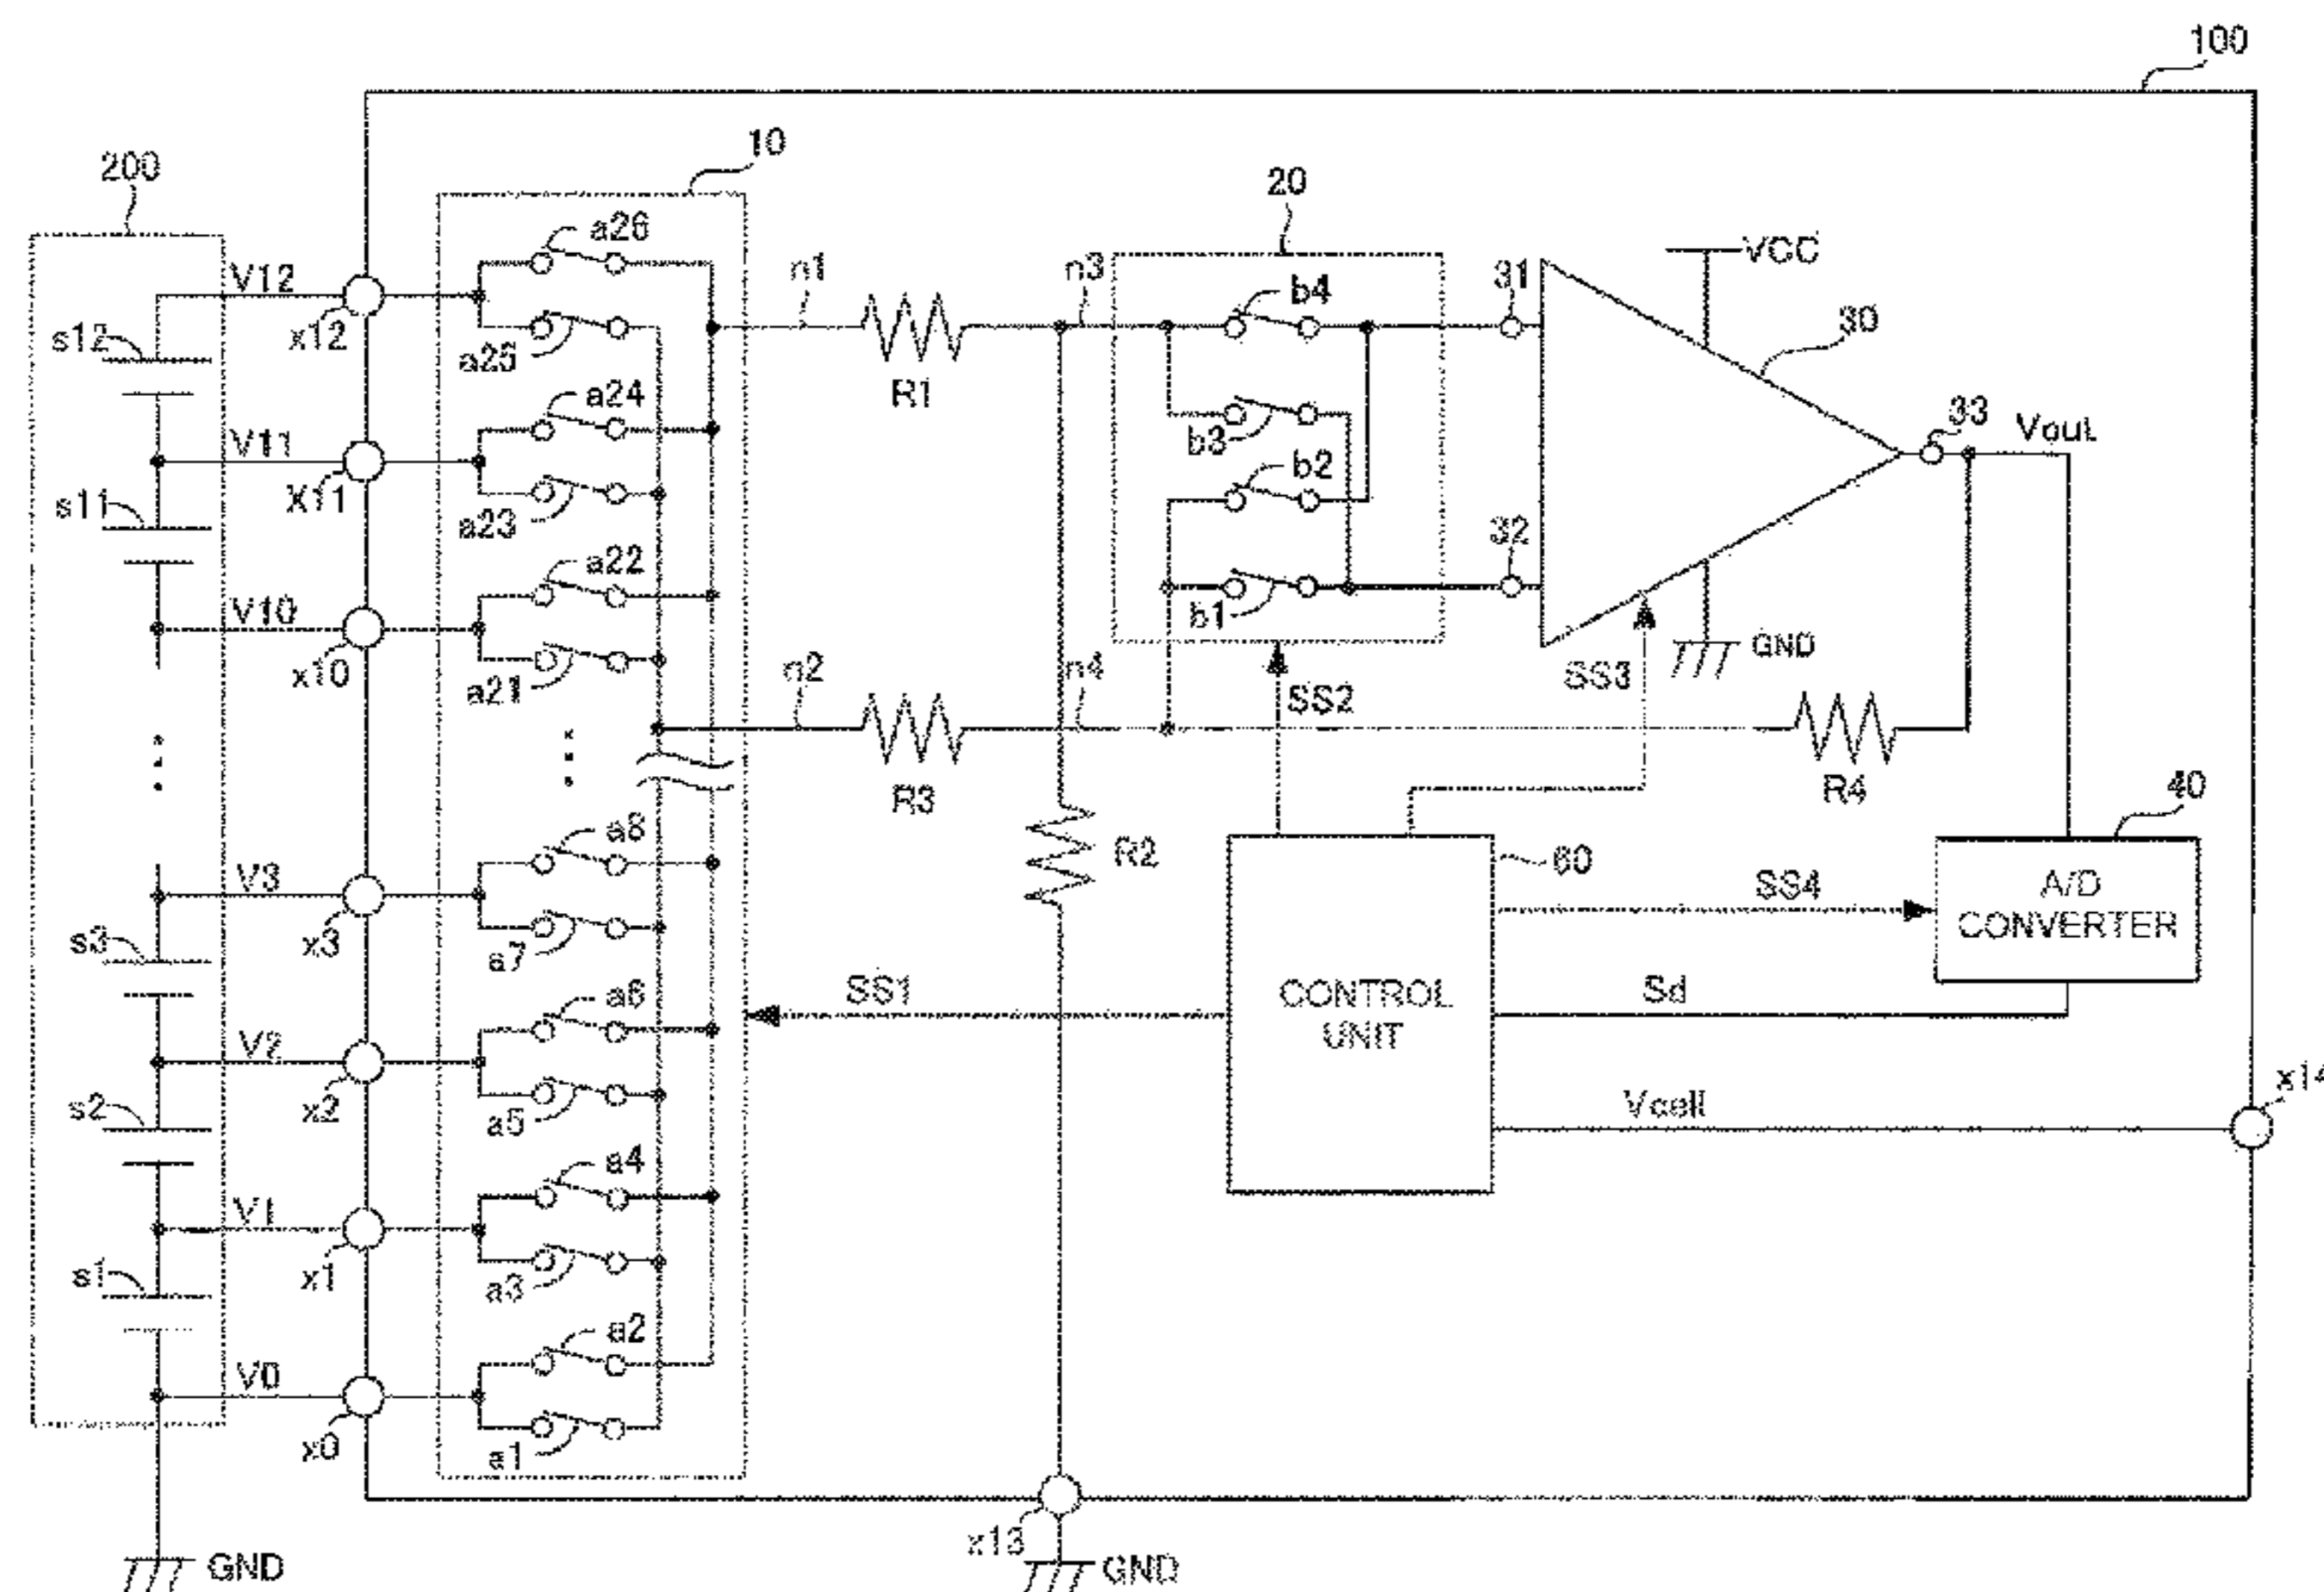 100
200
10
20
a26
V12
n1
n3
31
b4
VCC
30
s12
x12
a25
R1
a24
b3
33
Vout
V11
b2
s11
X11
a23
32
a22
b1
V10
GND
x10
a21
n2
n4
SS2
SS3
R3
R4
40
a8
R2
60
V3
SS4
A/D
CONVERTER
s3
x3
a7
a6
SS1
CONTROL
UNIT
Sd
V2
x14
s2
x2
a5
Vcell
a4
V1
s1
x1
a3
a2
V0
x0
a1
x13
GND
GND